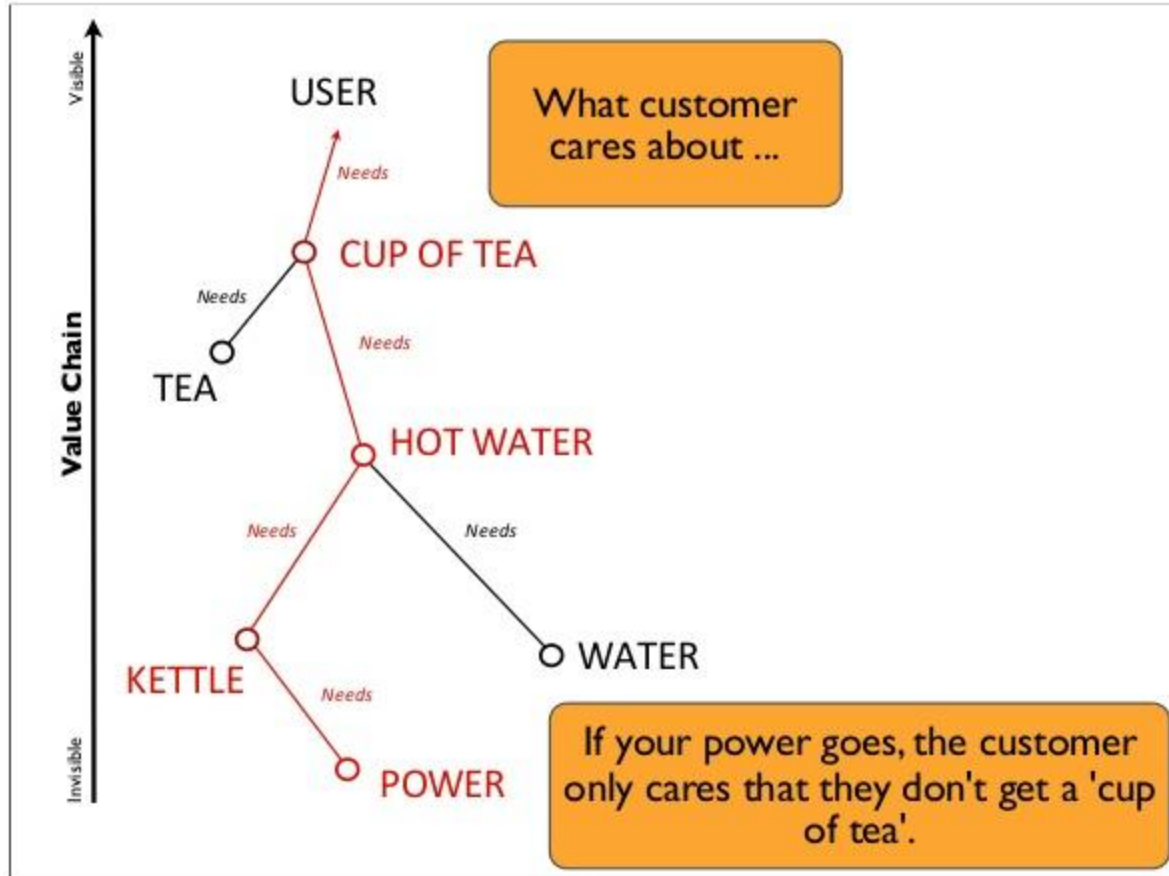 Visible
USER
What customer
cares about ...
Needs
CUP OF TEA
Needs
Needs
TEA
Value Chain
HOT WATER
Needs
Needs
WATER
KETTLE
Needs
If your power goes, the customer
only cares that they don't get a 'cup
of tea'.
POWER
Invisible